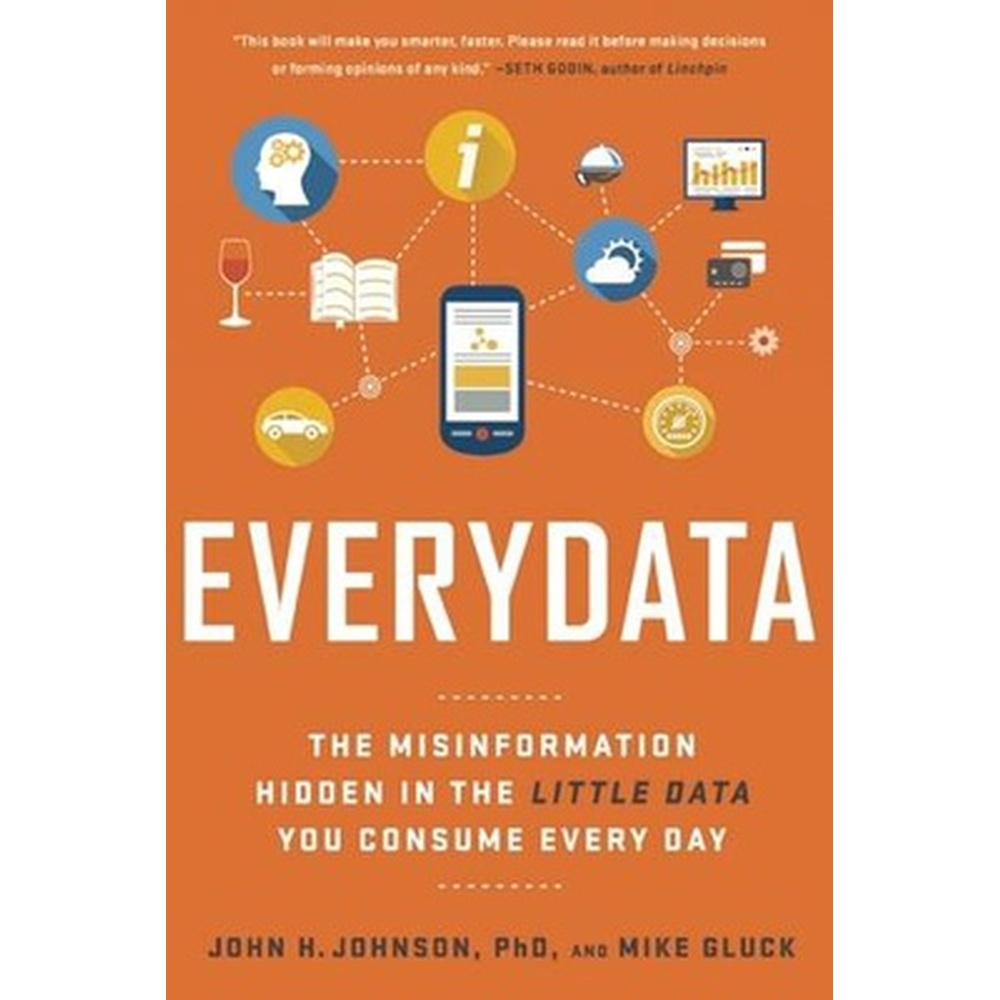 "This book will make you smarter, faster. Please read it before making decisions
or forming opinions of any kind." —SETH GODIN, author of Linchpin
i
EVERYDATA
THE MISINFORMATION
HIDDEN IN THE LITTLE DATA
YOU CONSUME EVERY DAY
JOHN H. JOHNSON, PhD, AND MIKE GLUCK